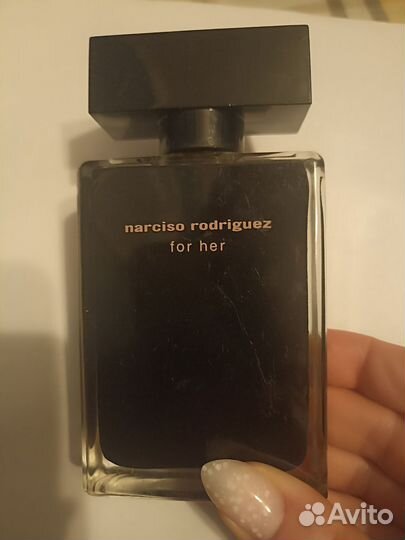 narciso rodriguez
for her
Avito